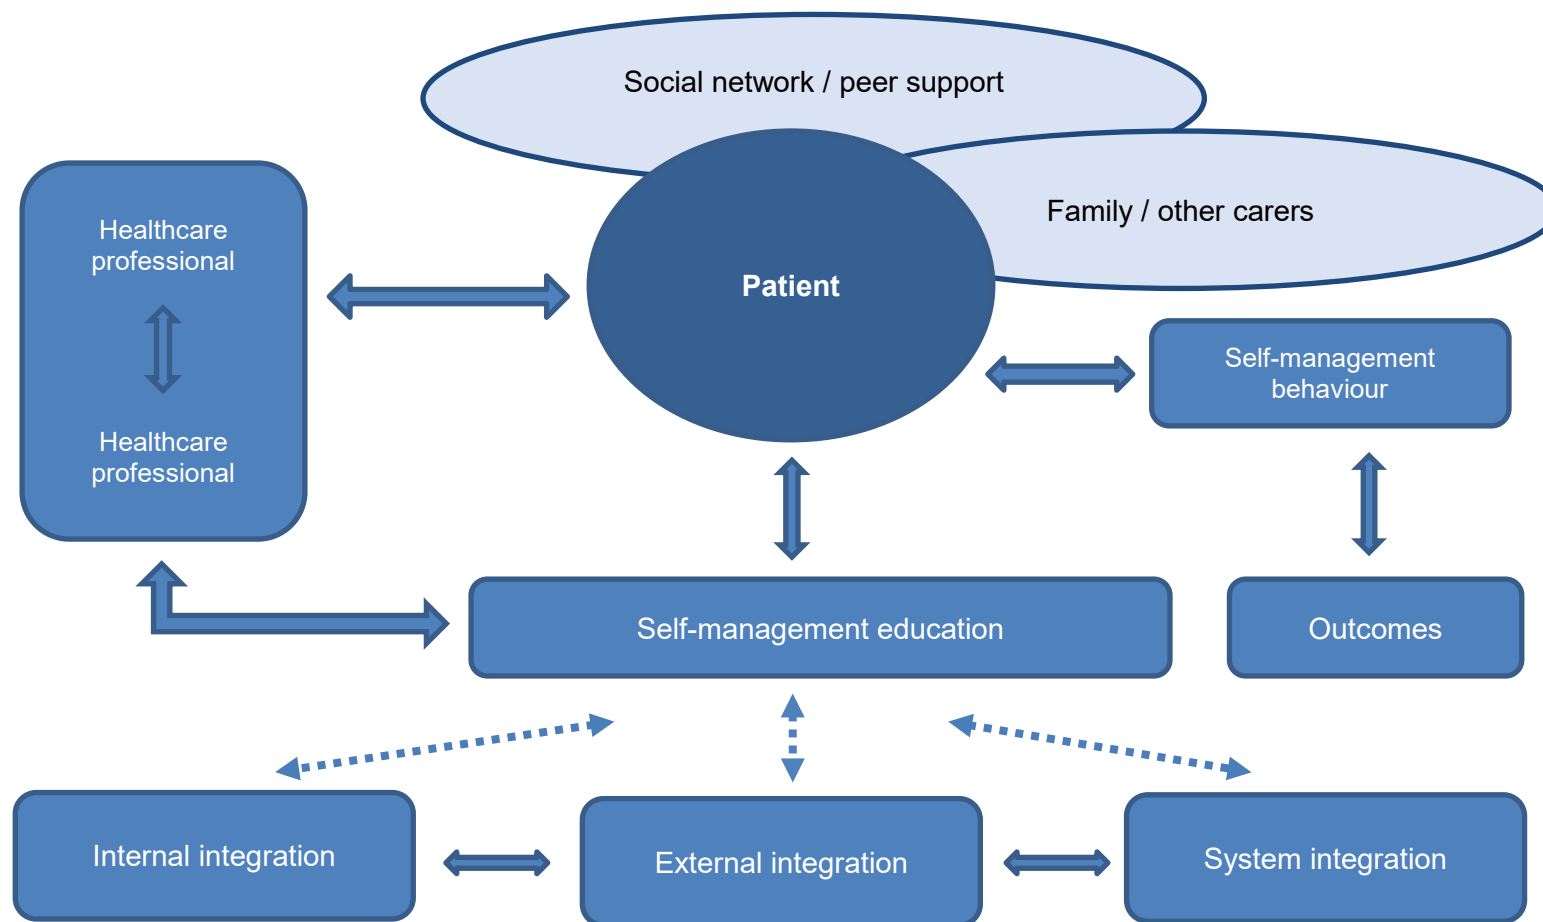 Social network / peer support
Family / other carers
Healthcare
professional
Healthcare
professional
Patient
Self-management
behaviour
Self-management education
Outcomes
Internal integration
External integration
System integration